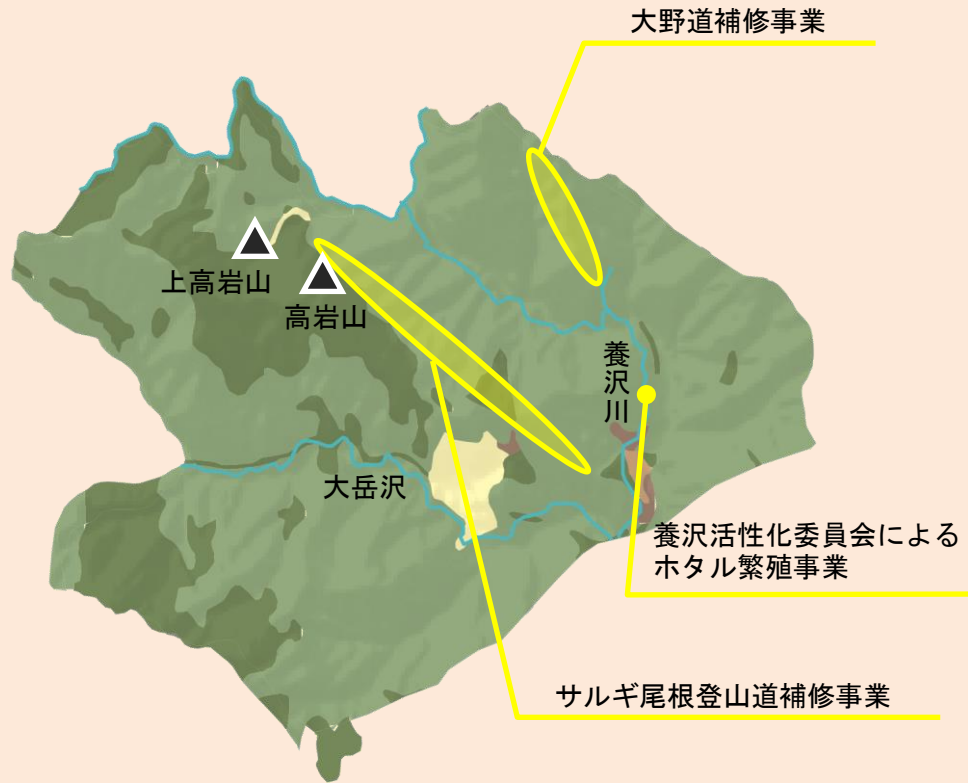 大野道補修事業
上高岩山
高岩山
養沢川
大岳沢
養沢活性化委員会による
ホタル繁殖事業
サルギ尾根登山道補修事業